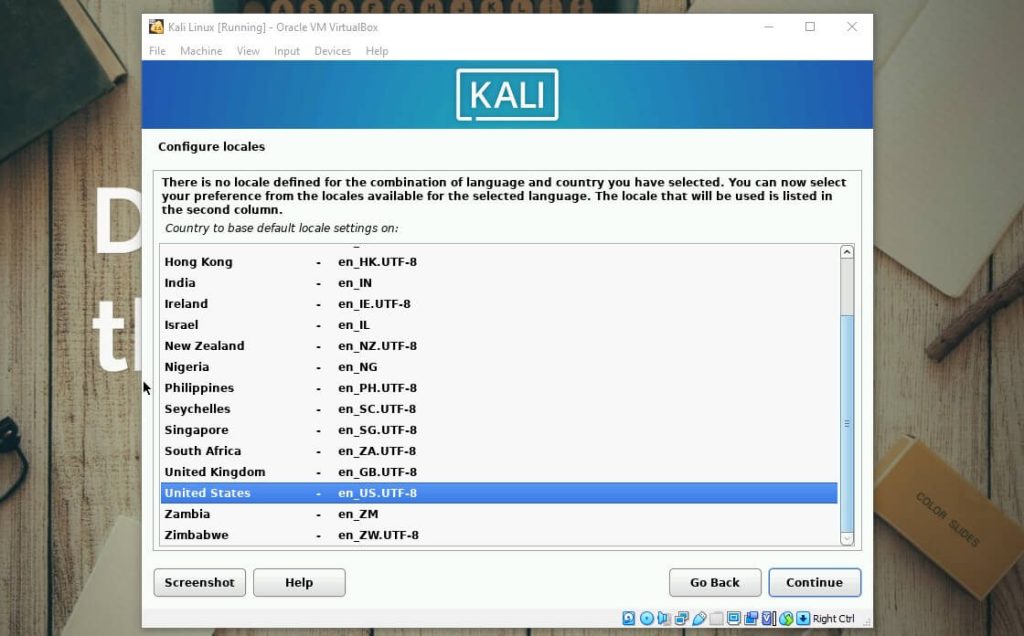 Kali Linux [Running] - Oracle VM VirtualBox
File Machine View Input Devices Help
KALI
Configure locales
There is no locale defined for the combination of language and country you have selected. You can now select
your preference from the locales available for the selected language. The locale that will be used is listed in
the second column.
Country to base default locale settings on:
Hong Kong - en_HK.UTF-8
India - en_IN
Ireland - en_IE.UTF-8
Israel - en_IL
New Zealand - en_NZ.UTF-8
Nigeria - en_NG
Philippines - en_PH.UTF-8
Seychelles - en_SC.UTF-8
Singapore - en_SG.UTF-8
South Africa - en_ZA.UTF-8
United Kingdom - en_GB.UTF-8
United States - en_US.UTF-8
Zambia - en_ZM
Zimbabwe - en_ZW.UTF-8
Screenshot Help Go Back Continue
Right Ctrl
D
th
A S D F G H J K L
COLOR SLIDES